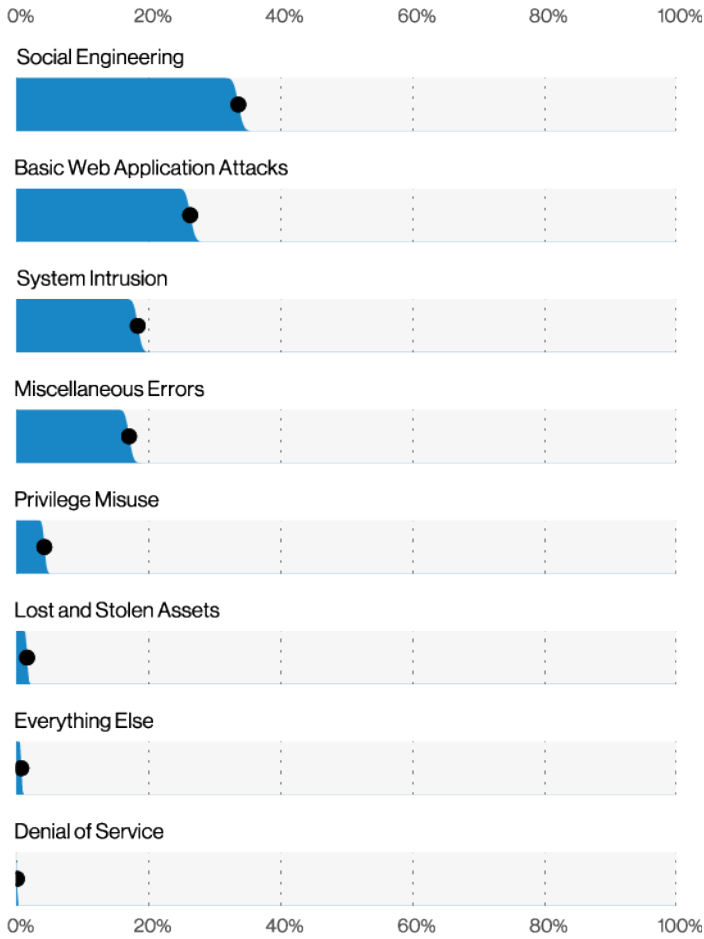 0% 20% 40% 60% 80% 100%
Social Engineering
Basic Web Application Attacks
System Intrusion
Miscellaneous Errors
Privilege Misuse
Lost and Stolen Assets
Everything Else
Denial of Service
0% 20% 40% 60% 80% 100%